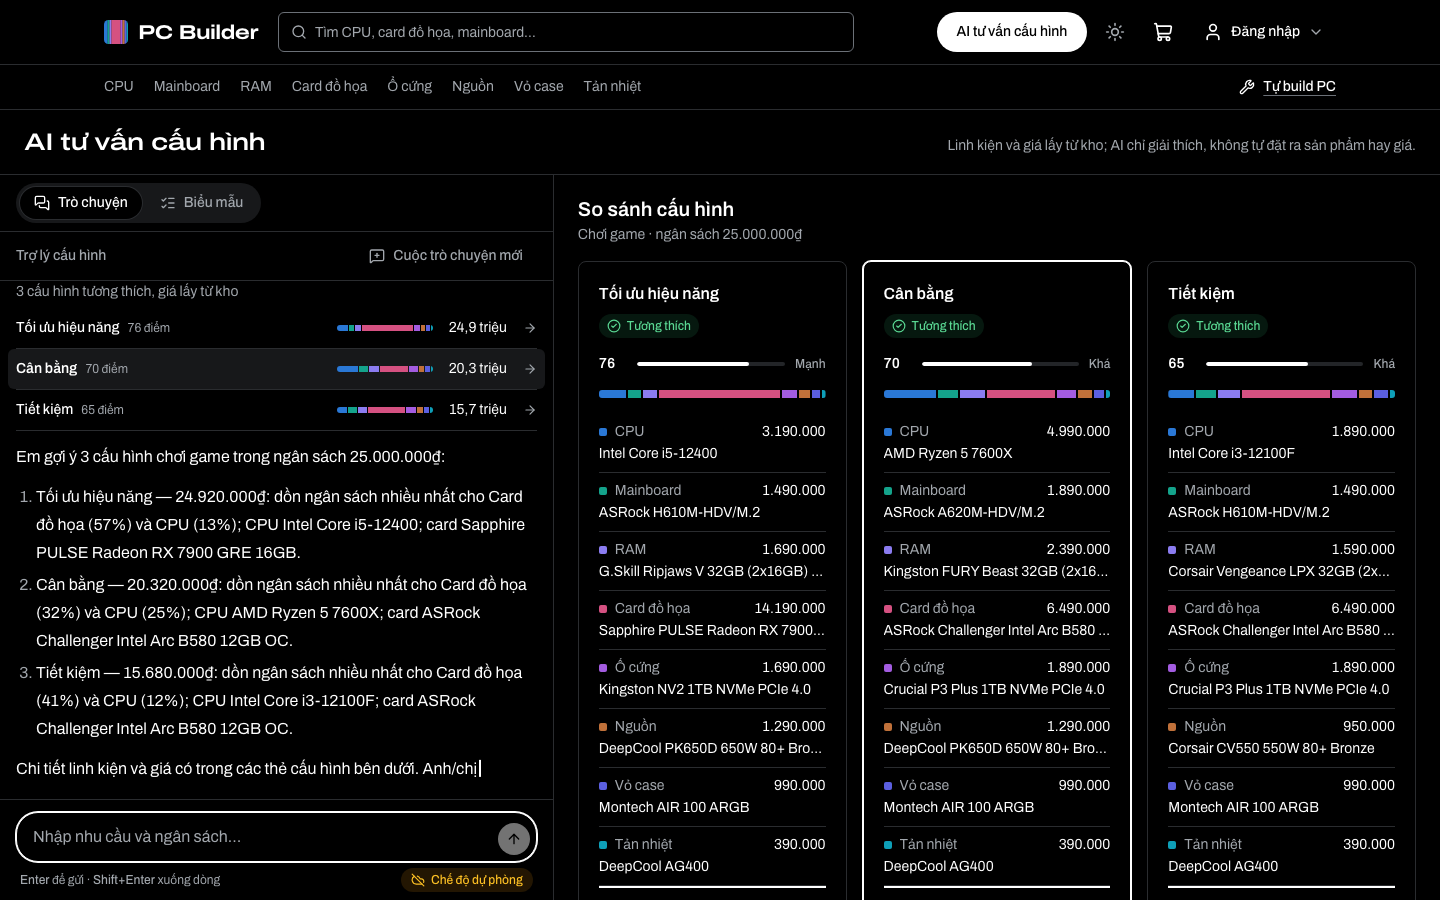 PC Builder
Tìm CPU, card đồ họa, mainboard...
AI tư vấn cấu hình
Đăng nhập
CPU
Mainboard
RAM
Card đồ họa
Ổ cứng
Nguồn
Vỏ case
Tản nhiệt
Tự build PC
AI tư vấn cấu hình
Linh kiện và giá lấy từ kho; AI chỉ giải thích, không tự đặt ra sản phẩm hay giá.
Trò chuyện
Biểu mẫu
Trợ lý cấu hình
Cuộc trò chuyện mới
3 cấu hình tương thích, giá lấy từ kho
Tối ưu hiệu năng 76 điểm 24,9 triệu
Cân bằng 70 điểm 20,3 triệu
Tiết kiệm 65 điểm 15,7 triệu
Em gợi ý 3 cấu hình chơi game trong ngân sách 25.000.000₫:
1. Tối ưu hiệu năng — 24.920.000₫: dồn ngân sách nhiều nhất cho Card
đồ họa (57%) và CPU (13%); CPU Intel Core i5-12400; card Sapphire
PULSE Radeon RX 7900 GRE 16GB.
2. Cân bằng — 20.320.000₫: dồn ngân sách nhiều nhất cho Card đồ họa
(32%) và CPU (25%); CPU AMD Ryzen 5 7600X; card ASRock
Challenger Intel Arc B580 12GB OC.
3. Tiết kiệm — 15.680.000₫: dồn ngân sách nhiều nhất cho Card đồ họa
(41%) và CPU (12%); CPU Intel Core i3-12100F; card ASRock
Challenger Intel Arc B580 12GB OC.
Chi tiết linh kiện và giá có trong các thẻ cấu hình bên dưới. Anh/chị
Nhập nhu cầu và ngân sách...
Enter để gửi · Shift+Enter xuống dòng
Chế độ dự phòng
So sánh cấu hình
Chơi game · ngân sách 25.000.000₫
Tối ưu hiệu năng
Tương thích
76 Mạnh
CPU 3.190.000
Intel Core i5-12400
Mainboard 1.490.000
ASRock H610M-HDV/M.2
RAM 1.690.000
G.Skill Ripjaws V 32GB (2x16GB) ...
Card đồ họa 14.190.000
Sapphire PULSE Radeon RX 7900...
Ổ cứng 1.690.000
Kingston NV2 1TB NVMe PCIe 4.0
Nguồn 1.290.000
DeepCool PK650D 650W 80+ Bro...
Vỏ case 990.000
Montech AIR 100 ARGB
Tản nhiệt 390.000
DeepCool AG400
Cân bằng
Tương thích
70 Khá
CPU 4.990.000
AMD Ryzen 5 7600X
Mainboard 1.890.000
ASRock A620M-HDV/M.2
RAM 2.390.000
Kingston FURY Beast 32GB (2x16...
Card đồ họa 6.490.000
ASRock Challenger Intel Arc B580 ...
Ổ cứng 1.890.000
Crucial P3 Plus 1TB NVMe PCIe 4.0
Nguồn 1.290.000
DeepCool PK650D 650W 80+ Bro...
Vỏ case 990.000
Montech AIR 100 ARGB
Tản nhiệt 390.000
DeepCool AG400
Tiết kiệm
Tương thích
65 Khá
CPU 1.890.000
Intel Core i3-12100F
Mainboard 1.490.000
ASRock H610M-HDV/M.2
RAM 1.590.000
Corsair Vengeance LPX 32GB (2x...
Card đồ họa 6.490.000
ASRock Challenger Intel Arc B580 ...
Ổ cứng 1.890.000
Crucial P3 Plus 1TB NVMe PCIe 4.0
Nguồn 950.000
Corsair CV550 550W 80+ Bronze
Vỏ case 990.000
Montech AIR 100 ARGB
Tản nhiệt 390.000
DeepCool AG400